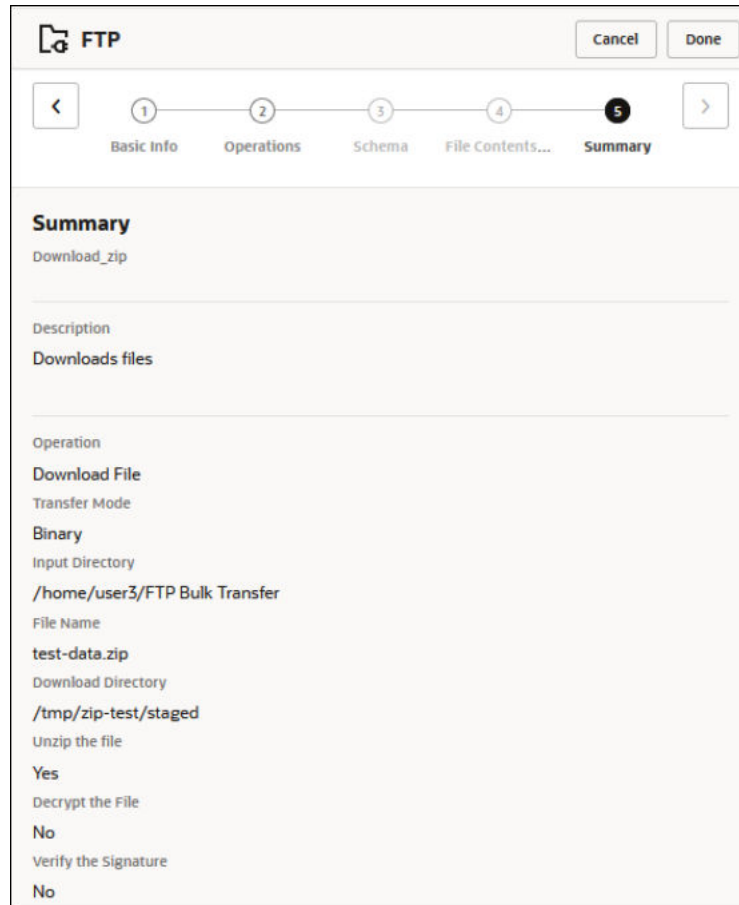 FTP
Cancel
Done
1
2
3
4
5
Basic Info
Operations
Schema
File Contents...
Summary
Summary
Download_zip
Description
Downloads files
Operation
Download File
Transfer Mode
Binary
Input Directory
/home/user3/FTP Bulk Transfer
File Name
test-data.zip
Download Directory
/tmp/zip-test/staged
Unzip the file
Yes
Decrypt the File
No
Verify the Signature
No